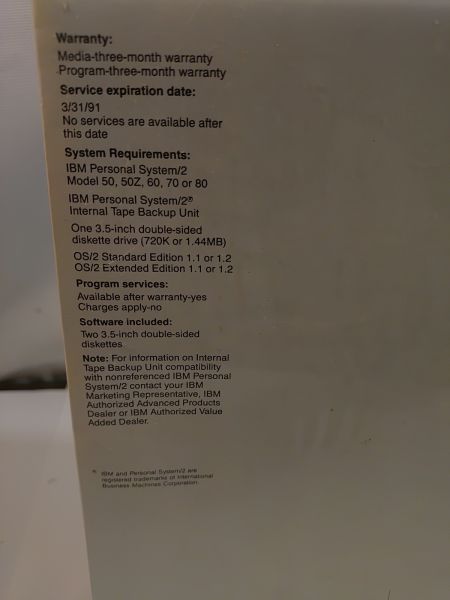 Warranty:
Media-three-month warranty
Program-three-month warranty
Service expiration date:
3/31/91
No services are available after
this date
System Requirements:
IBM Personal System/2
Model 50, 50Z, 60, 70 or 80
IBM Personal System/2®
Internal Tape Backup Unit
One 3.5-inch double-sided
diskette drive (720K or 1.44MB)
OS/2 Standard Edition 1.1 or 1.2
OS/2 Extended Edition 1.1 or 1.2
Program services:
Available after warranty-yes
Charges apply-no
Software included:
Two 3.5-inch double-sided
diskettes
Note: For information on Internal
Tape Backup Unit compatibility
with nonreferenced IBM Personal
System/2 contact your IBM
Marketing Representative, IBM
Authorized Advanced Products
Dealer or IBM Authorized Value
Added Dealer.
® IBM and Personal System/2 are
registered trademarks of International
Business Machines Corporation.